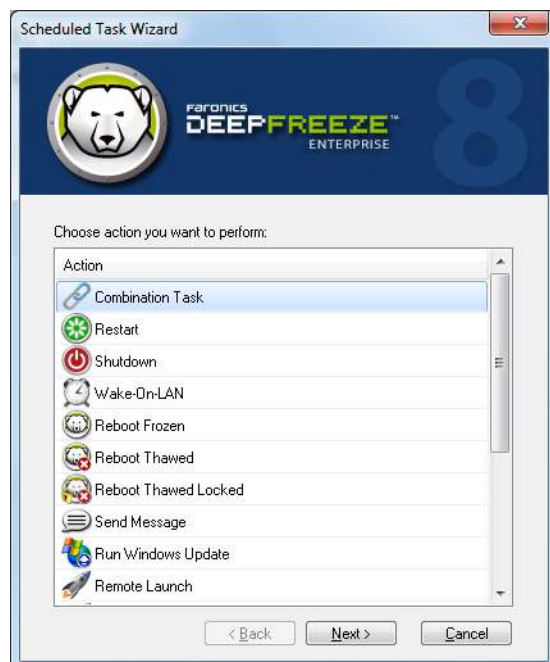 Scheduled Task Wizard
FARONICS
DEEPFREEZE™
ENTERPRISE
8
Choose action you want to perform:
Action
Combination Task
Restart
Shutdown
Wake-On-LAN
Reboot Frozen
Reboot Thawed
Reboot Thawed Locked
Send Message
Run Windows Update
Remote Launch
< Back
Next >
Cancel